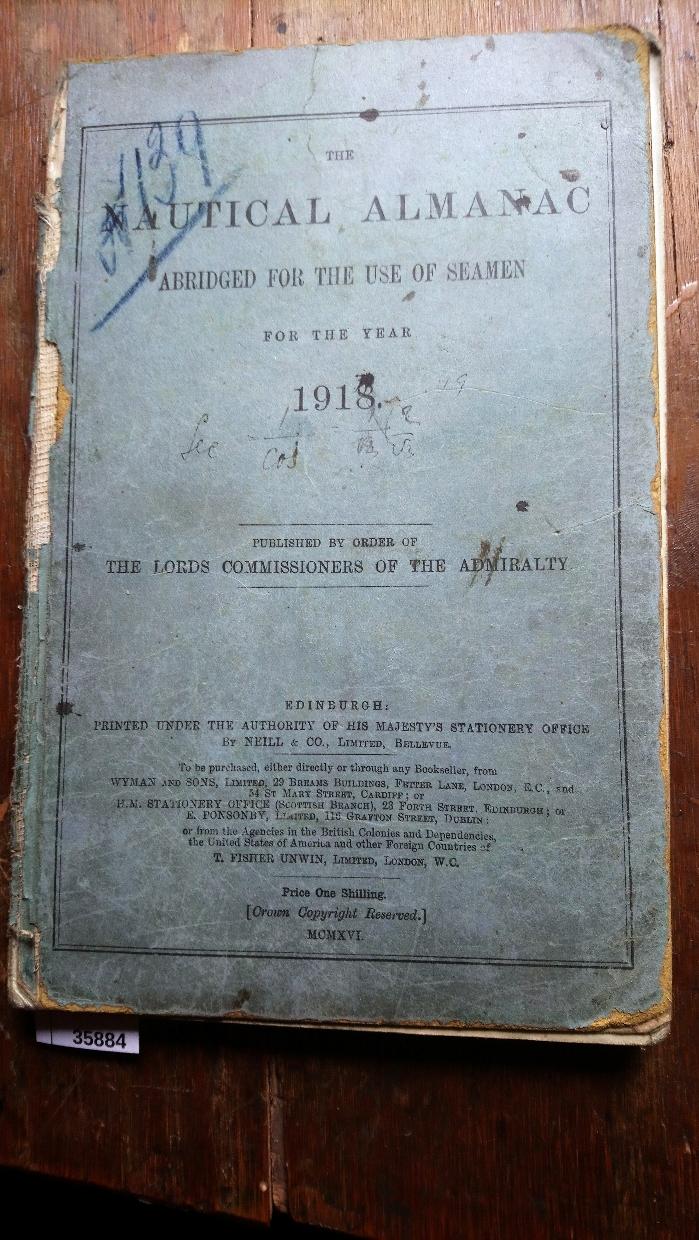 1139
THE
NAUTICAL ALMANAC
ABRIDGED FOR THE USE OF SEAMEN
FOR THE YEAR
1918.
Sec 1
cos
PUBLISHED BY ORDER OF
THE LORDS COMMISSIONERS OF THE ADMIRALTY
EDINBURGH:
PRINTED UNDER THE AUTHORITY OF HIS MAJESTY'S STATIONERY OFFICE
BY NEILL & CO., LIMITED, BELLEVUE.
To be purchased, either directly or through any Bookseller, from
WYMAN AND SONS, LIMITED, 29 BREAMS BUILDINGS, FETTER LANE, LONDON, E.C., and
54 ST MARY STREET, CARDIFF; or
H.M. STATIONERY OFFICE (SCOTTISH BRANCH), 23 FORTH STREET, EDINBURGH; or
E. PONSONBY, LIMITED, 116 GRAFTON STREET, DUBLIN;
or from the Agencies in the British Colonies and Dependencies,
the United States of America and other Foreign Countries of
T. FISHER UNWIN, LIMITED, LONDON, W.C.
Price One Shilling.
[Crown Copyright Reserved.]
MCMXVI.
35884